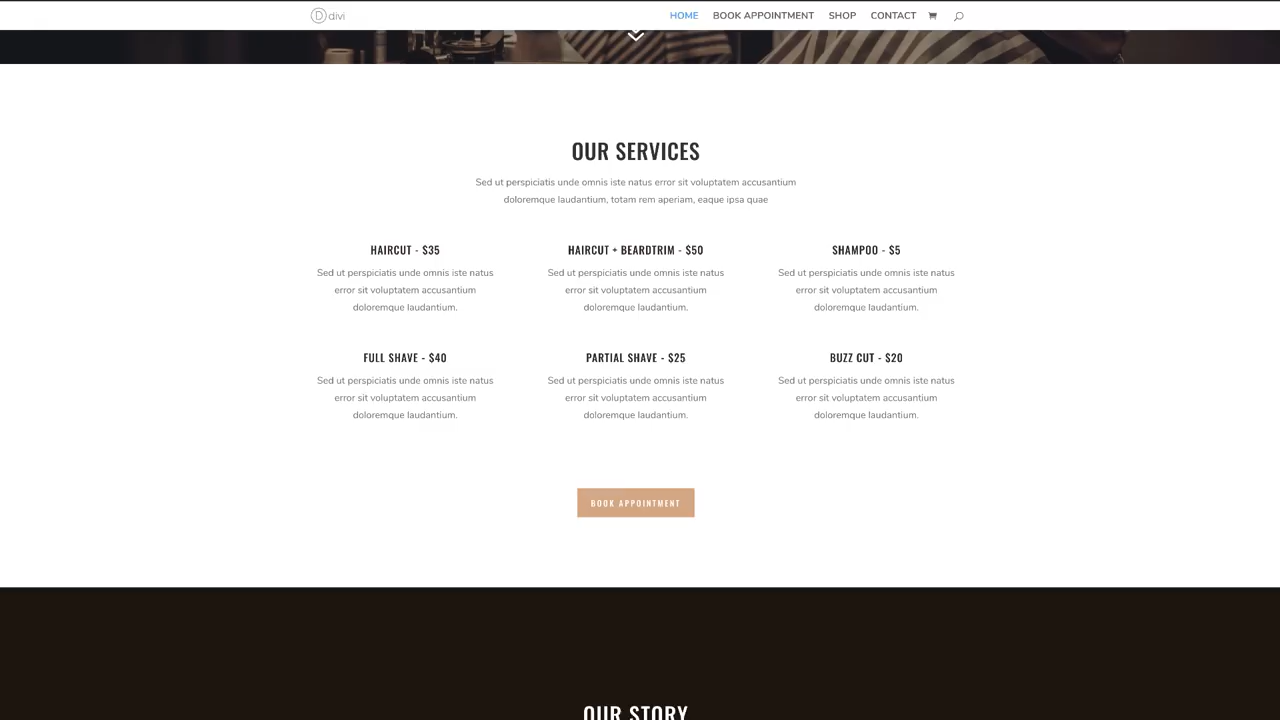 divi
HOME BOOK APPOINTMENT SHOP CONTACT
OUR SERVICES
Sed ut perspiciatis unde omnis iste natus error sit voluptatem accusantium
doloremque laudantium, totam rem aperiam, eaque ipsa quae
HAIRCUT - $35
Sed ut perspiciatis unde omnis iste natus
error sit voluptatem accusantium
doloremque laudantium.
HAIRCUT + BEARDTRIM - $50
Sed ut perspiciatis unde omnis iste natus
error sit voluptatem accusantium
doloremque laudantium.
SHAMPOO - $5
Sed ut perspiciatis unde omnis iste natus
error sit voluptatem accusantium
doloremque laudantium.
FULL SHAVE - $40
Sed ut perspiciatis unde omnis iste natus
error sit voluptatem accusantium
doloremque laudantium.
PARTIAL SHAVE - $25
Sed ut perspiciatis unde omnis iste natus
error sit voluptatem accusantium
doloremque laudantium.
BUZZ CUT - $20
Sed ut perspiciatis unde omnis iste natus
error sit voluptatem accusantium
doloremque laudantium.
BOOK APPOINTMENT
OUR STORY